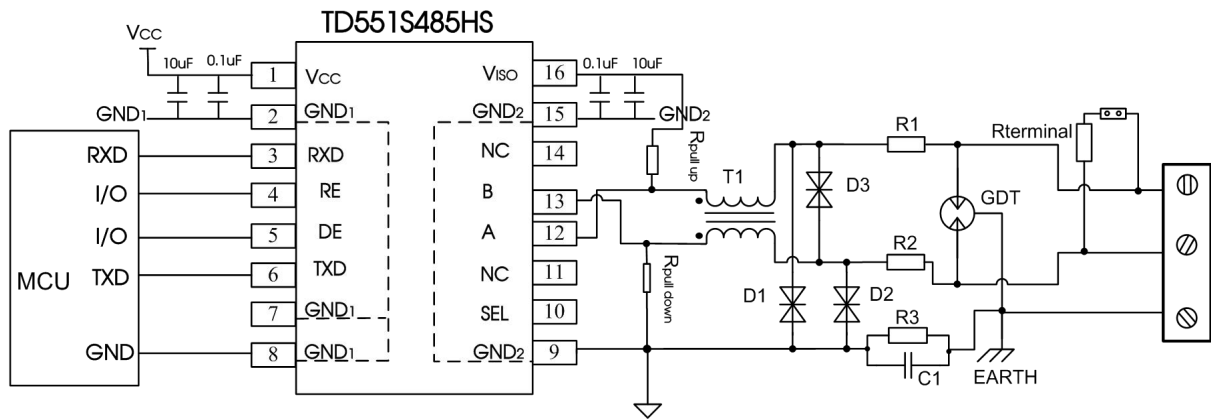 TD551S485HS
VCC
10uF
0.1uF
0.1uF
10uF
1
VCC
VISO
16
GND1
2
GND1
GND2
15
GND2
RXD
3
RXD
NC
14
I/O
4
RE
B
13
I/O
5
DE
A
12
MCU
TXD
6
TXD
NC
11
7
GND1
SEL
10
GND
8
GND1
GND2
9
Rpull up
Rpull down
T1
D3
D1
D2
R1
R2
R3
C1
GDT
Rterminal
EARTH